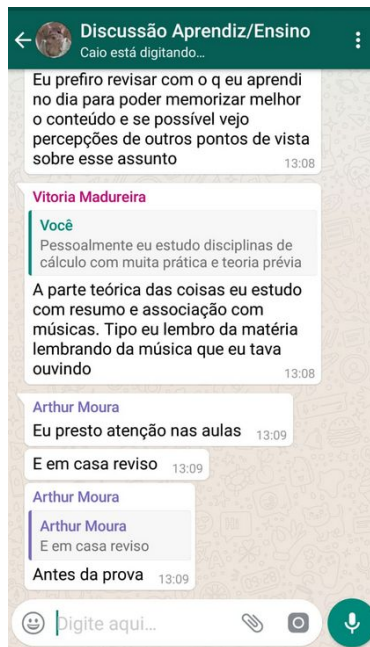 Discussão Aprendiz/Ensino
Caio está digitando...
Eu prefiro revisar com o q eu aprendi
no dia para poder memorizar melhor
o conteúdo e se possível vejo
percepções de outros pontos de vista
sobre esse assunto
13:08
Vitoria Madureira
Você
Pessoalmente eu estudo disciplinas de
cálculo com muita prática e teoria prévia
A parte teórica das coisas eu estudo
com resumo e associação com
músicas. Tipo eu lembro da matéria
lembrando da música que eu tava
ouvindo
13:08
Arthur Moura
Eu presto atenção nas aulas 13:09
E em casa reviso 13:09
Arthur Moura
Arthur Moura
E em casa reviso
Antes da prova 13:09
Digite aqui...